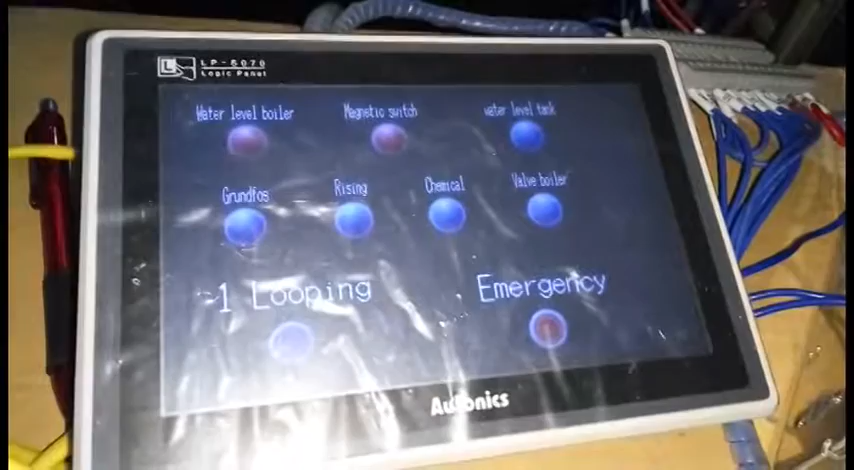 LP-S070
Logic Panel
Water level boiler
Magnetic switch
water level tank
Grundfos
Rising
Chemical
Valve boiler
-1 Looping
Emergency
Autonics